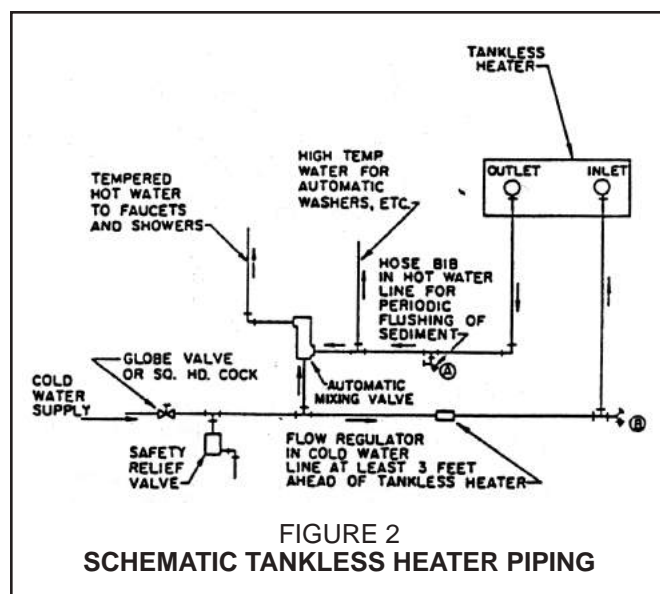 TANKLESS
HEATER
OUTLET
INLET
HIGH TEMP
WATER FOR
AUTOMATIC
WASHERS, ETC.
TEMPERED
HOT WATER
TO FAUCETS
AND SHOWERS
HOSE BIB
IN HOT WATER
LINE FOR
PERIODIC
FLUSHING OF
SEDIMENT
A
GLOBE VALVE
OR SQ. HD. COCK
AUTOMATIC
MIXING VALVE
COLD
WATER
SUPPLY
B
SAFETY
RELIEF
VALVE
FLOW REGULATOR
IN COLD WATER
LINE AT LEAST 3 FEET
AHEAD OF TANKLESS HEATER
FIGURE 2
SCHEMATIC TANKLESS HEATER PIPING